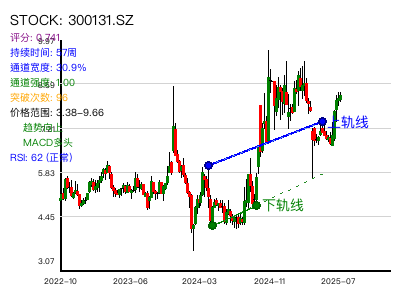 STOCK: 300131.SZ
评分: 0.741
持续时间: 57周
通道宽度: 30.9%
通道强度: 1.00
突破次数: 96
价格范围: 3.38-9.66
趋势向上
MACD多头
RSI: 62 (正常)
上轨线
下轨线
8.59
5.83
4.45
3.07
2022-10
2023-06
2024-03
2024-11
2025-07